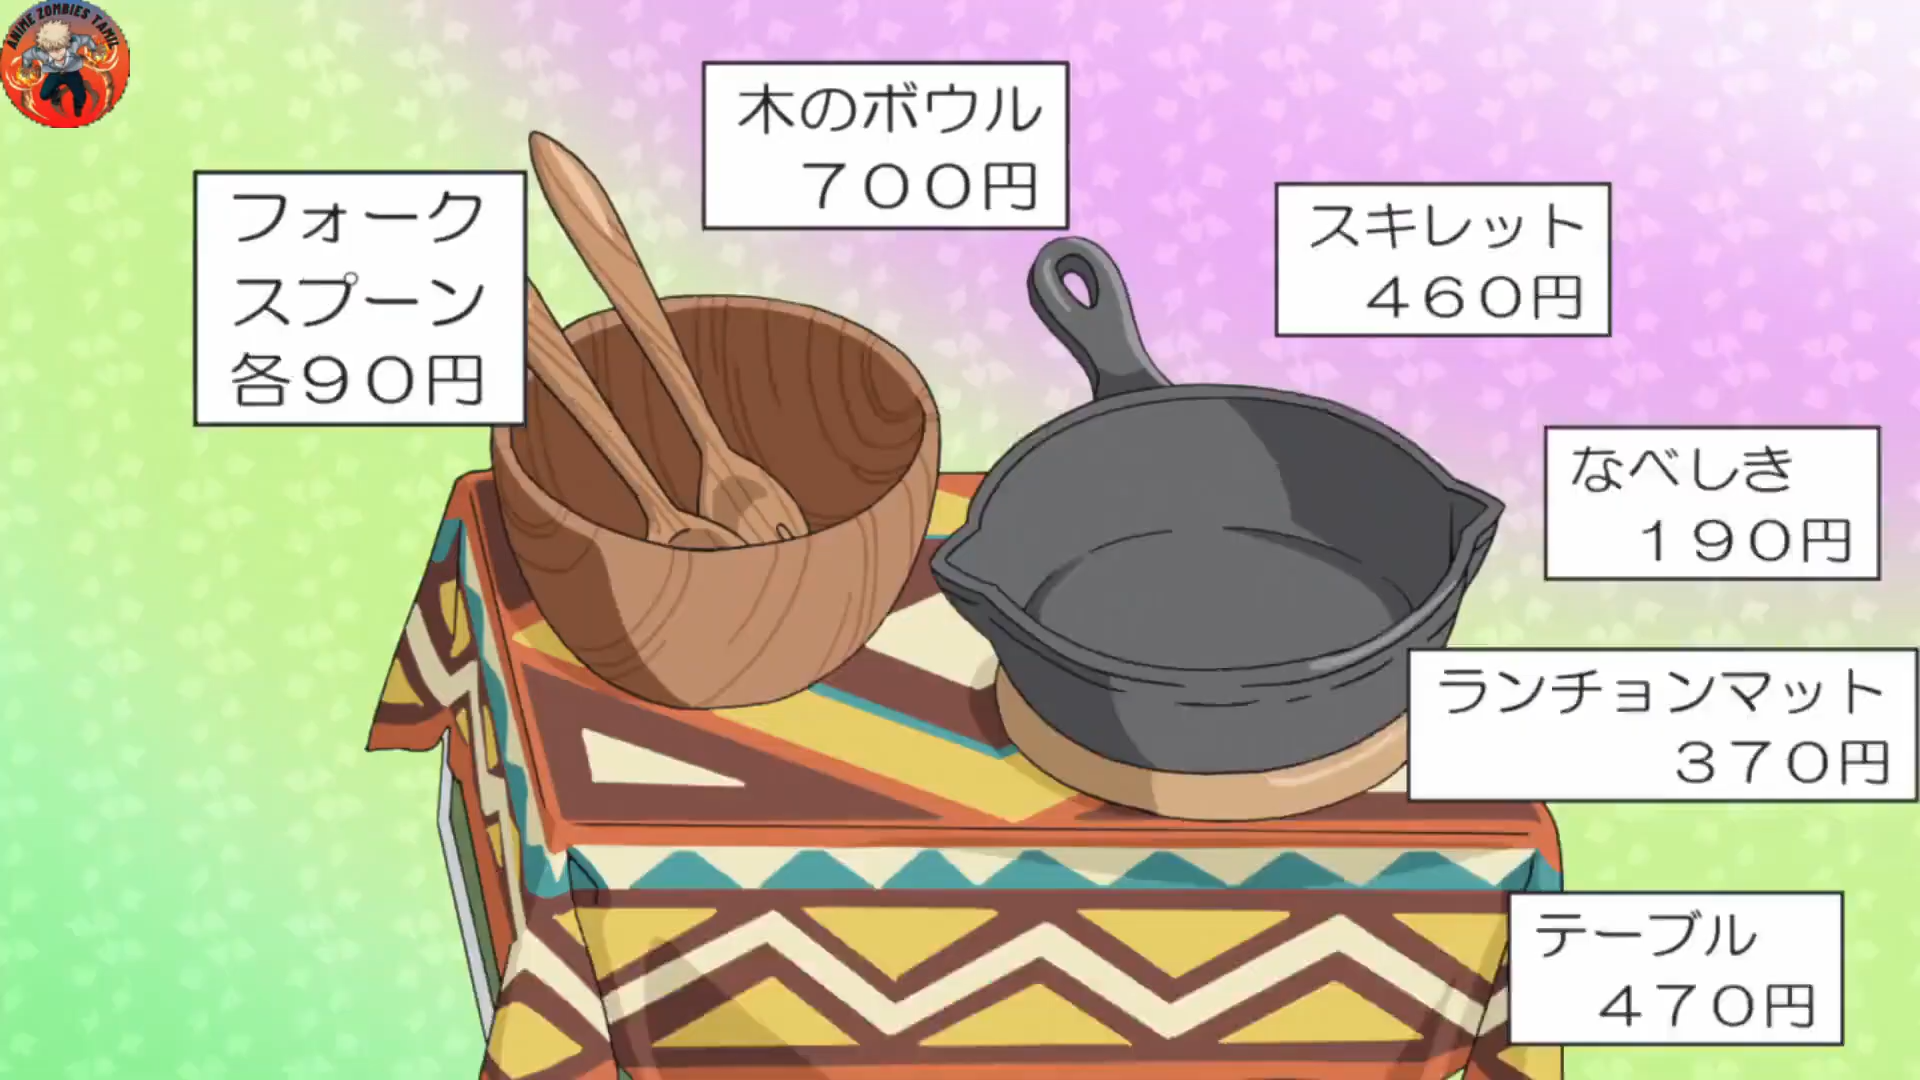 ANIME ZOMBIES TAMIL
木のボウル
７００円
フォーク
スプーン
各９０円
スキレット
４６０円
なべしき
１９０円
ランチョンマット
３７０円
テーブル
４７０円